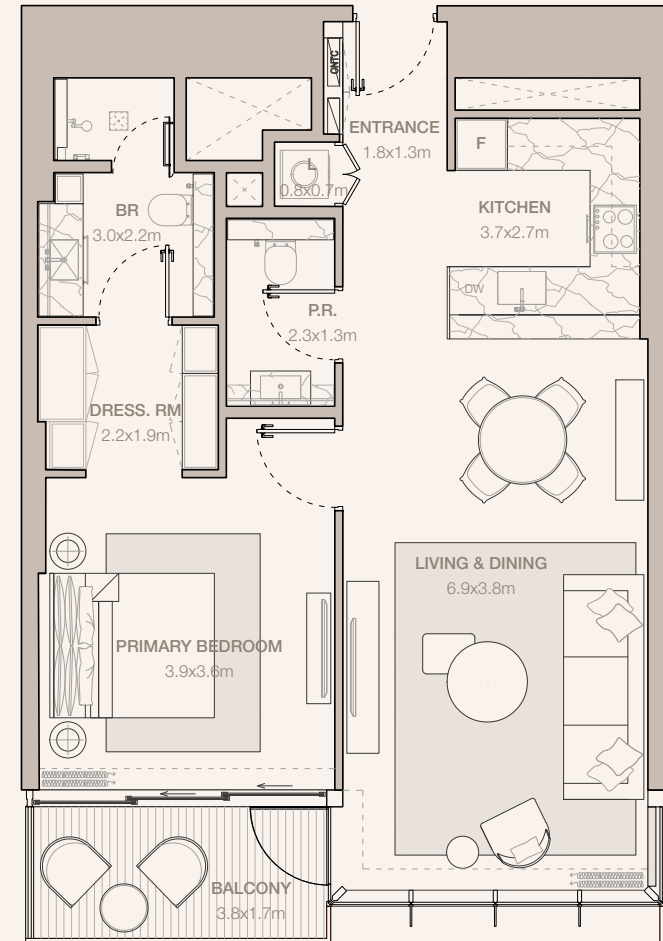 ONTC
ENTRANCE
1.8x1.3m
F
L
0.8x0.7m
BR
3.0x2.2m
KITCHEN
3.7x2.7m
DW
P.R.
2.3x1.3m
DRESS. RM
2.2x1.9m
LIVING & DINING
6.9x3.8m
PRIMARY BEDROOM
3.9x3.6m
BALCONY
3.8x1.7m